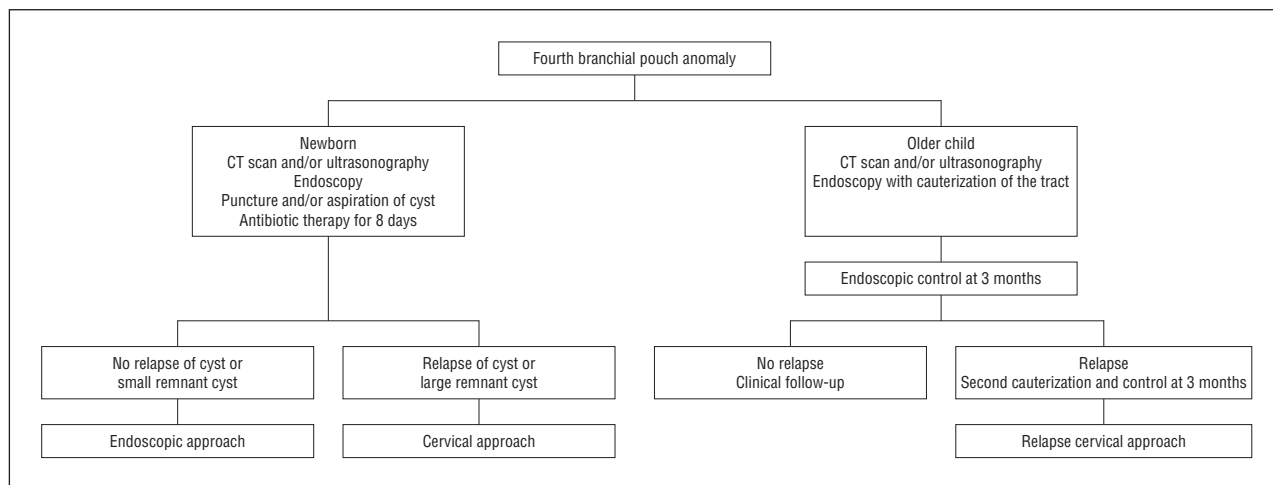 Fourth branchial pouch anomaly
Newborn
CT scan and/or ultrasonography
Endoscopy
Puncture and/or aspiration of cyst
Antibiotic therapy for 8 days
Older child
CT scan and/or ultrasonography
Endoscopy with cauterization of the tract
Endoscopic control at 3 months
No relapse of cyst or
small remnant cyst
Relapse of cyst or
large remnant cyst
No relapse
Clinical follow-up
Relapse
Second cauterization and control at 3 months
Endoscopic approach
Cervical approach
Relapse cervical approach